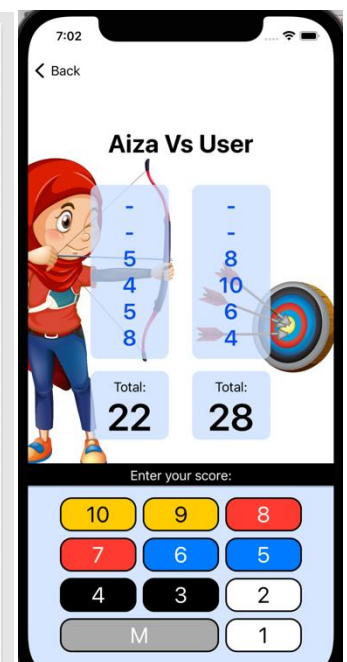 7:02
Back
Aiza Vs User
- -
- -
5 8
4 10
5 6
8 4
Total: Total:
22 28
Enter your score:
10 9 8
7 6 5
4 3 2
M 1